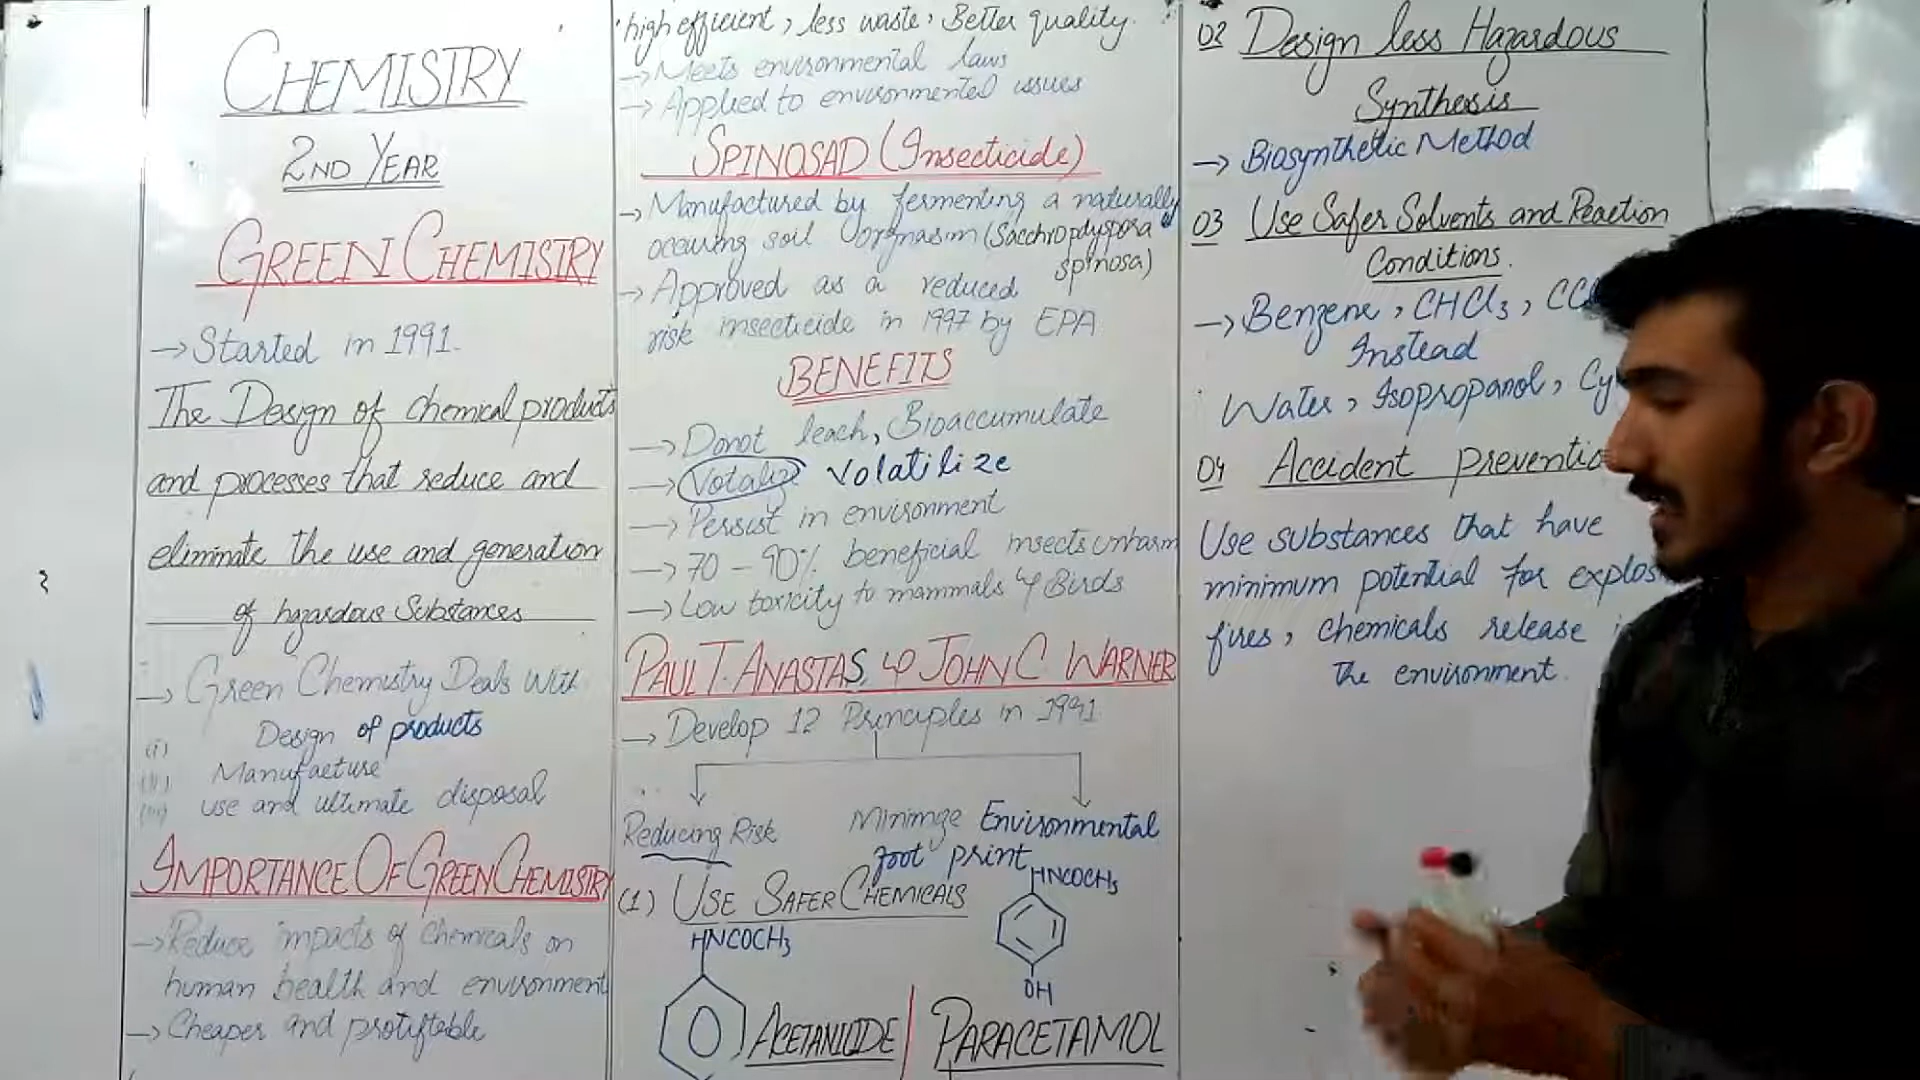 CHEMISTRY
2ND YEAR
GREEN CHEMISTRY
→ Started in 1991.
The Design of chemical products
and processes that reduce and
eliminate the use and generation
of hazardous Substances
→ Green Chemistry Deals With
(i) Design of products
(ii) Manufacture
(iii) use and ultimate disposal
IMPORTANCE OF GREEN CHEMISTRY
→ Reduce impacts of chemicals on
human health and environment
→ Cheaper and protiftable
high efficient, less waste, Better quality.
→ Meets environmental laws
→ Applied to environmental issues
SPINOSAD (Insecticide)
→ Manufactured by fermenting a naturally
occuring soil orgnasim (Sacchropdyspora
spinosa)
→ Approved as a reduced
risk insecticide in 1997 by EPA
BENEFITS
→ Donot leach, Bioaccumulate
→ Votaliz Volatilize
→ Persist in environment
→ 70 - 90% beneficial insects unharm
→ Low toxicity to mammals & Birds
PAUL T. ANASTAS & JOHN C. WARNER
→ Develop 12 Principles in 1991
Reducing Risk
Minimze Environmental
foot print
(1) USE SAFER CHEMICALS
HNCOCH3
HNCOCH3
OH
ACETANILIDE | PARACETAMOL
02 Design less Hazardous
Synthesis
→ Biosynthetic Method
03 Use Safer Solvents and Reaction
Conditions.
→ Benzene, CHCl3,
Instead
Water, Isopropanol,
04 Accident
Use substances that have
minimum potential for
fires, chemicals release
the environment.